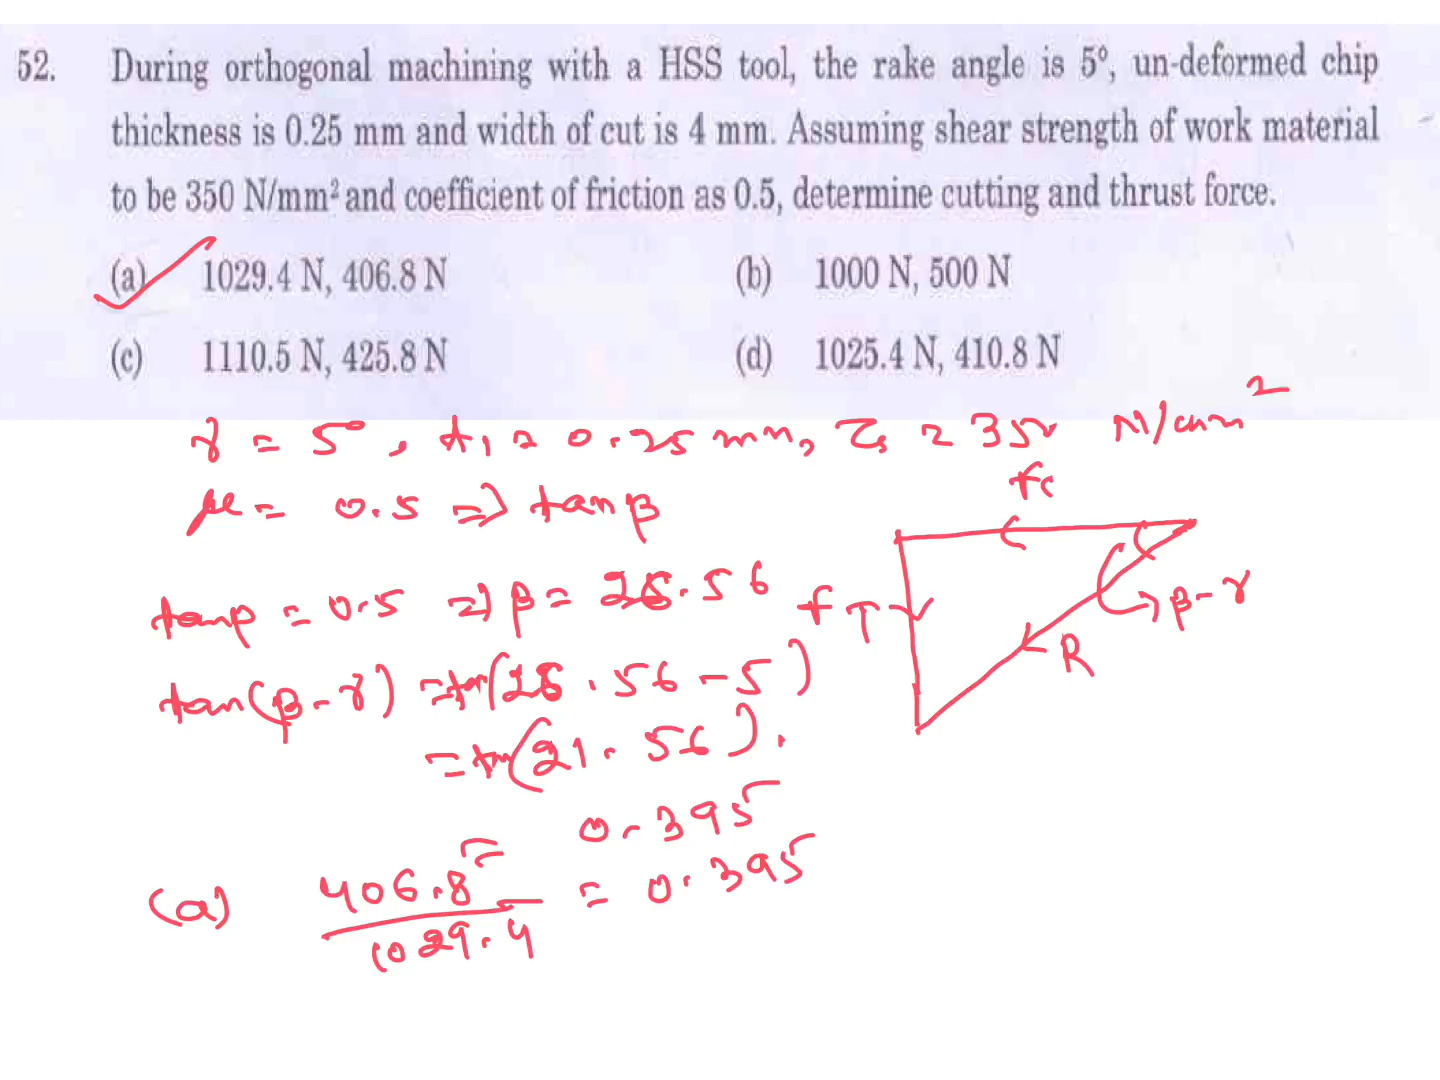 52. During orthogonal machining with a HSS tool, the rake angle is 5°, un-deformed chip
thickness is 0.25 mm and width of cut is 4 mm. Assuming shear strength of work material
to be 350 N/mm² and coefficient of friction as 0.5, determine cutting and thrust force.
(a) 1029.4 N, 406.8 N (b) 1000 N, 500 N
(c) 1110.5 N, 425.8 N (d) 1025.4 N, 410.8 N
γ = 5°, t₁ = 0.25 mm, τₛ = 350 N/mm²
μ = 0.5 ⇒ tanβ
fc
tanβ = 0.5 ⇒ β = 26.56
fT
β-γ
R
tan(β-γ) = tan(26.56-5)
= tan(21.56).
= 0.395
(a) 406.8/1029.4 = 0.395